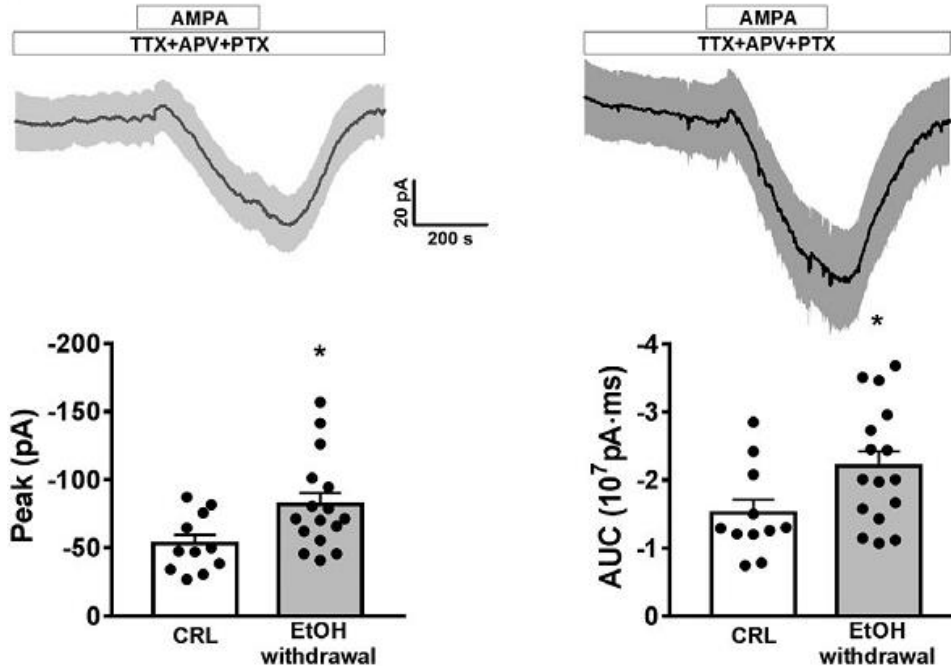 AMPA
TTX+APV+PTX
AMPA
TTX+APV+PTX
20 pA
200 s
*
-200
-150
-100
-50
0
Peak (pA)
CRL
EtOH
withdrawal
*
-4
-3
-2
-1
0
AUC (10⁷pA·ms)
CRL
EtOH
withdrawal